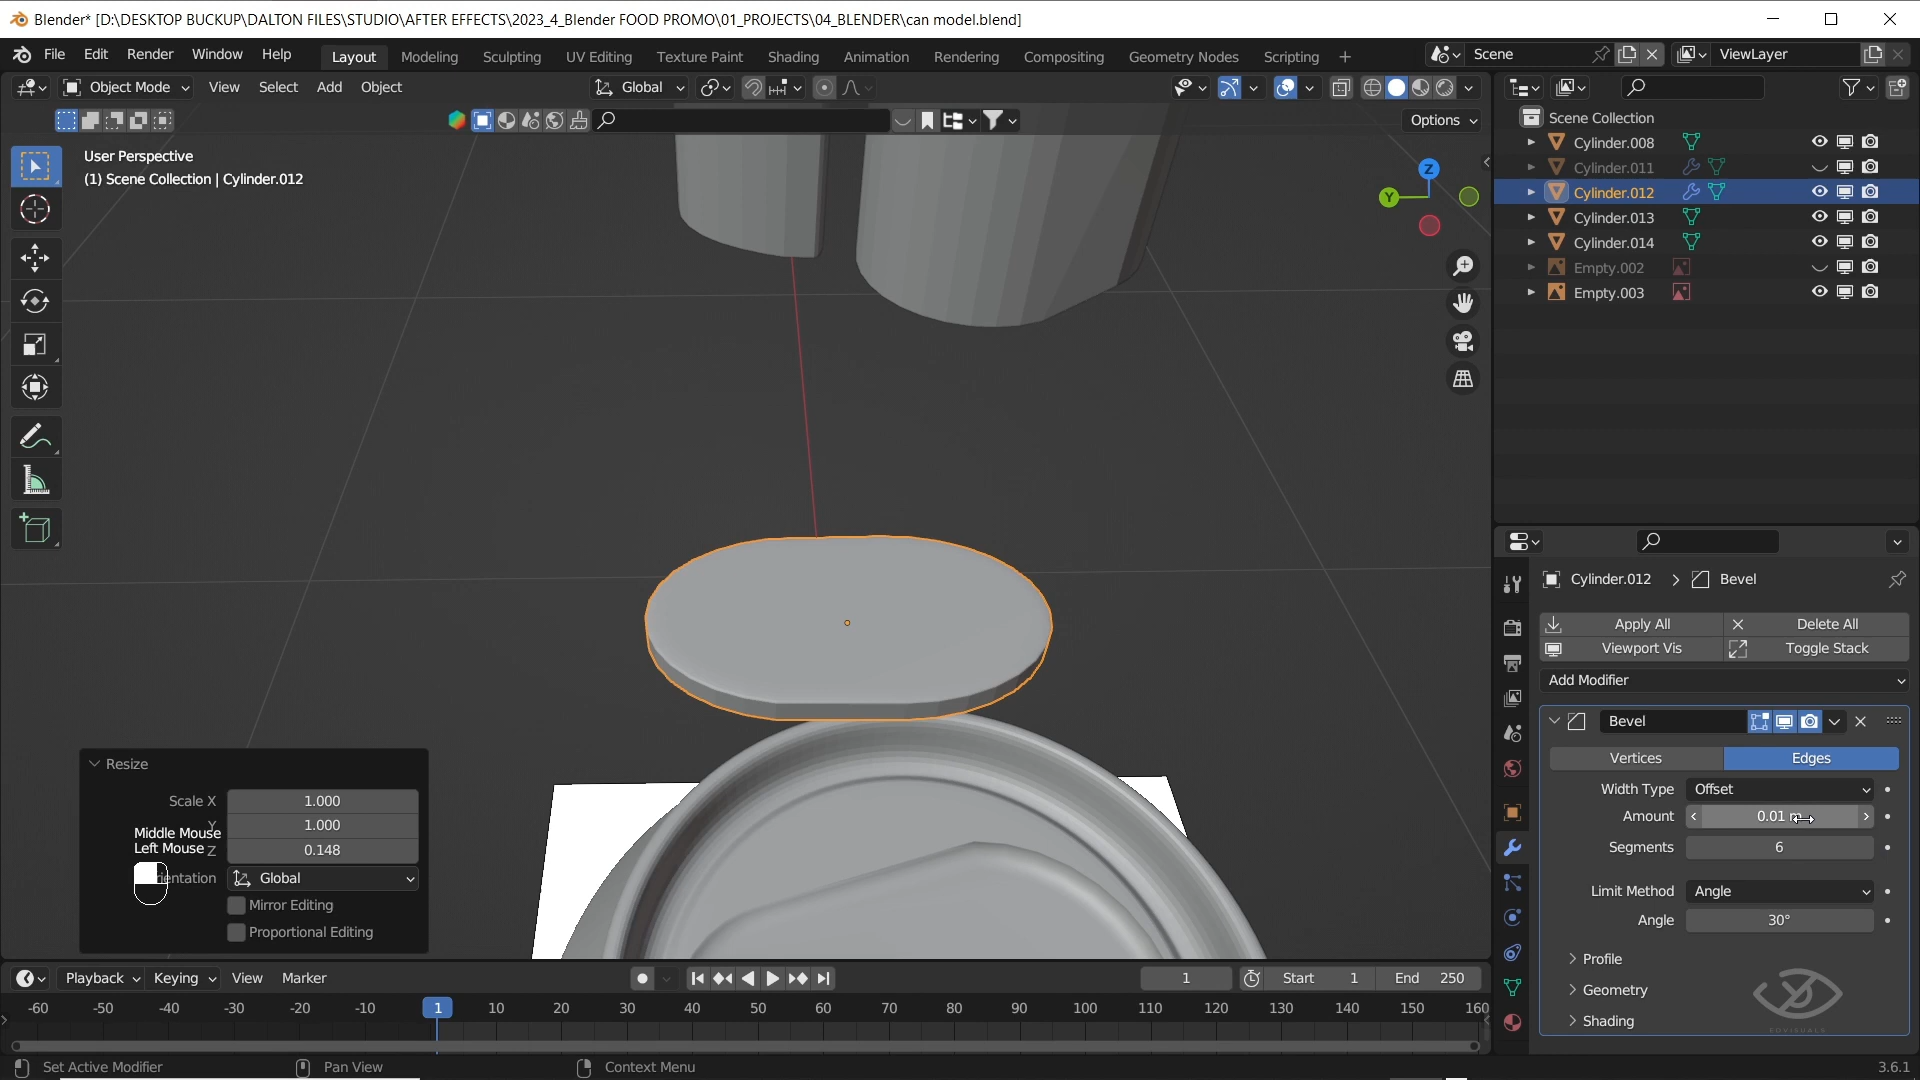 Blender* [D:\DESKTOP BUCKUP\DALTON FILES\STUDIO\AFTER EFFECTS\2023_4_Blender FOOD PROMO\01_PROJECTS\04_BLENDER\can model.blend]
File Edit Render Window Help Layout Modeling Sculpting UV Editing Texture Paint Shading Animation Rendering Compositing Geometry Nodes Scripting + Scene ViewLayer
Object Mode View Select Add Object Global
Options
User Perspective
(1) Scene Collection | Cylinder.012
Z
Y
Scene Collection
Cylinder.008
Cylinder.011
Cylinder.012
Cylinder.013
Cylinder.014
Empty.002
Empty.003
Cylinder.012 > Bevel
Apply All Delete All
Viewport Vis Toggle Stack
Add Modifier
Bevel
Vertices Edges
Width Type Offset
Amount 0.01 m
Segments 6
Limit Method Angle
Angle 30°
Profile
Geometry
Shading
EDVISUALS
Resize
Scale X 1.000
Y 1.000
Z 0.148
Middle Mouse
Left Mouse
rientation Global
Mirror Editing
Proportional Editing
Playback Keying View Marker 1 Start 1 End 250
-60 -50 -40 -30 -20 -10 1 10 20 30 40 50 60 70 80 90 100 110 120 130 140 150 160
Set Active Modifier Pan View Context Menu 3.6.1